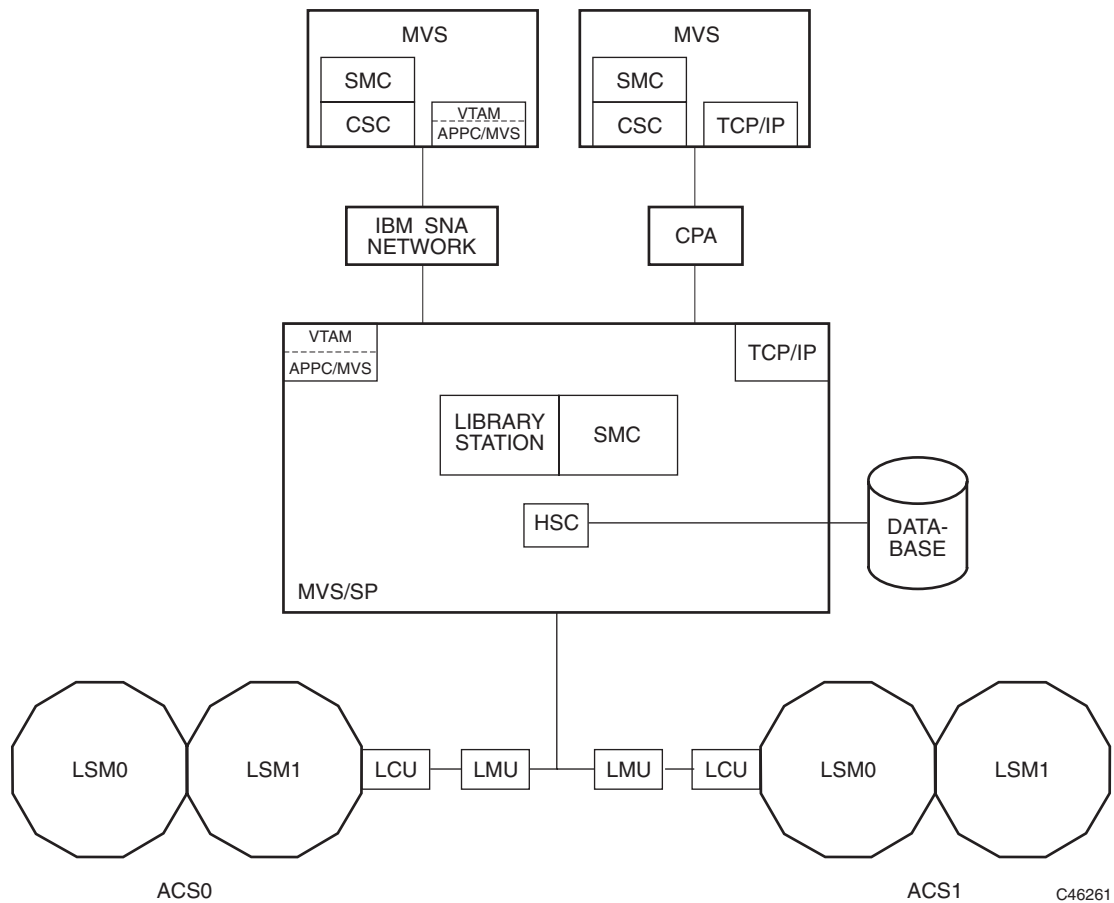 MVS
MVS
SMC
SMC
CSC
VTAM
APPC/MVS
CSC
TCP/IP
IBM SNA
NETWORK
CPA
VTAM
APPC/MVS
TCP/IP
LIBRARY
STATION
SMC
HSC
DATA-
BASE
MVS/SP
LSM0
LSM1
LCU
LMU
LMU
LCU
LSM0
LSM1
ACS0
ACS1
C46261